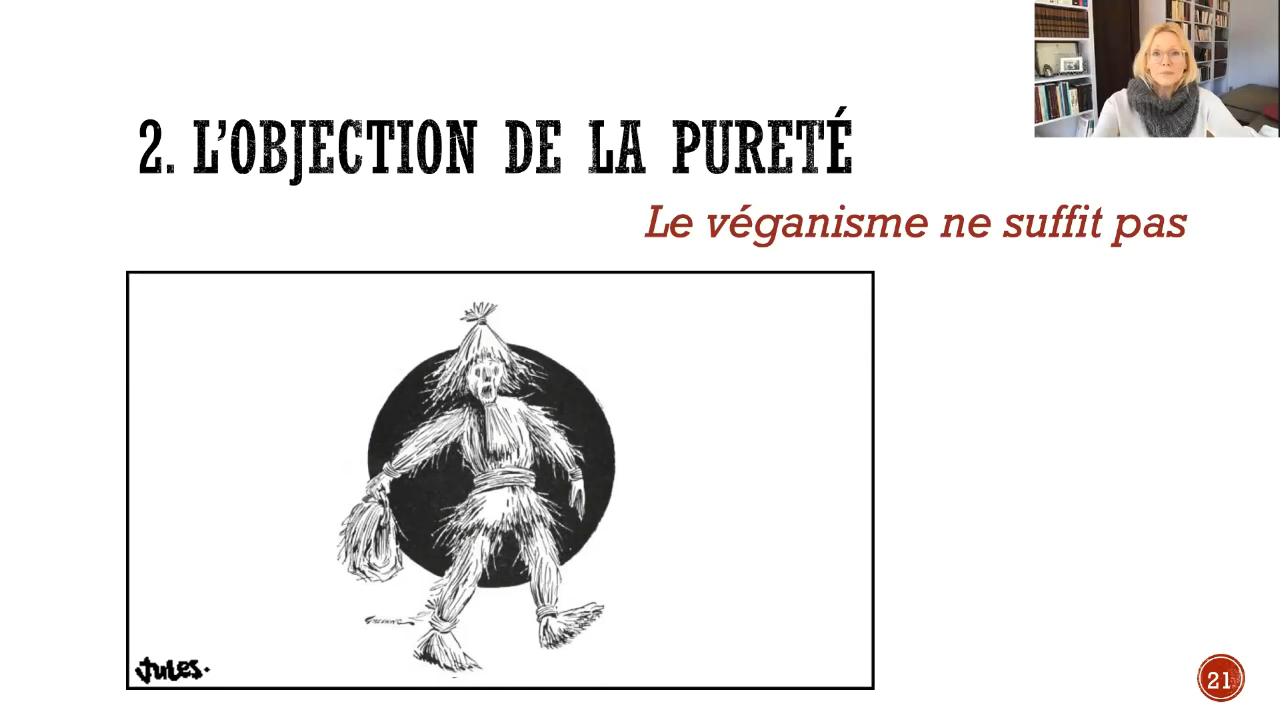 2. L'OBJECTION DE LA PURETÉ
Le véganisme ne suffit pas
Jules.
21